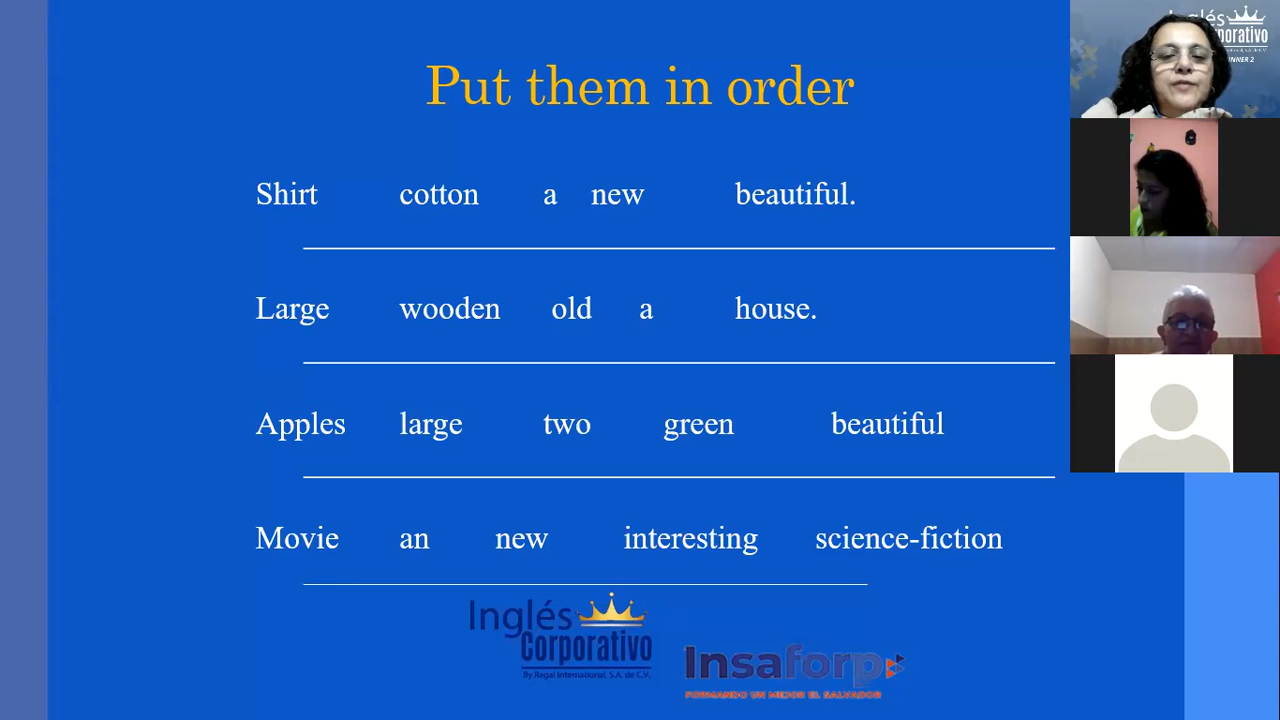 Put them in order
Shirt cotton a new beautiful.
Large wooden old a house.
Apples large two green beautiful
Movie an new interesting science-fiction
Inglés
Corporativo
By Regal International, S.A. de C.V.
Insaforp
FORMANDO UN MEJOR EL SALVADOR
Inglés